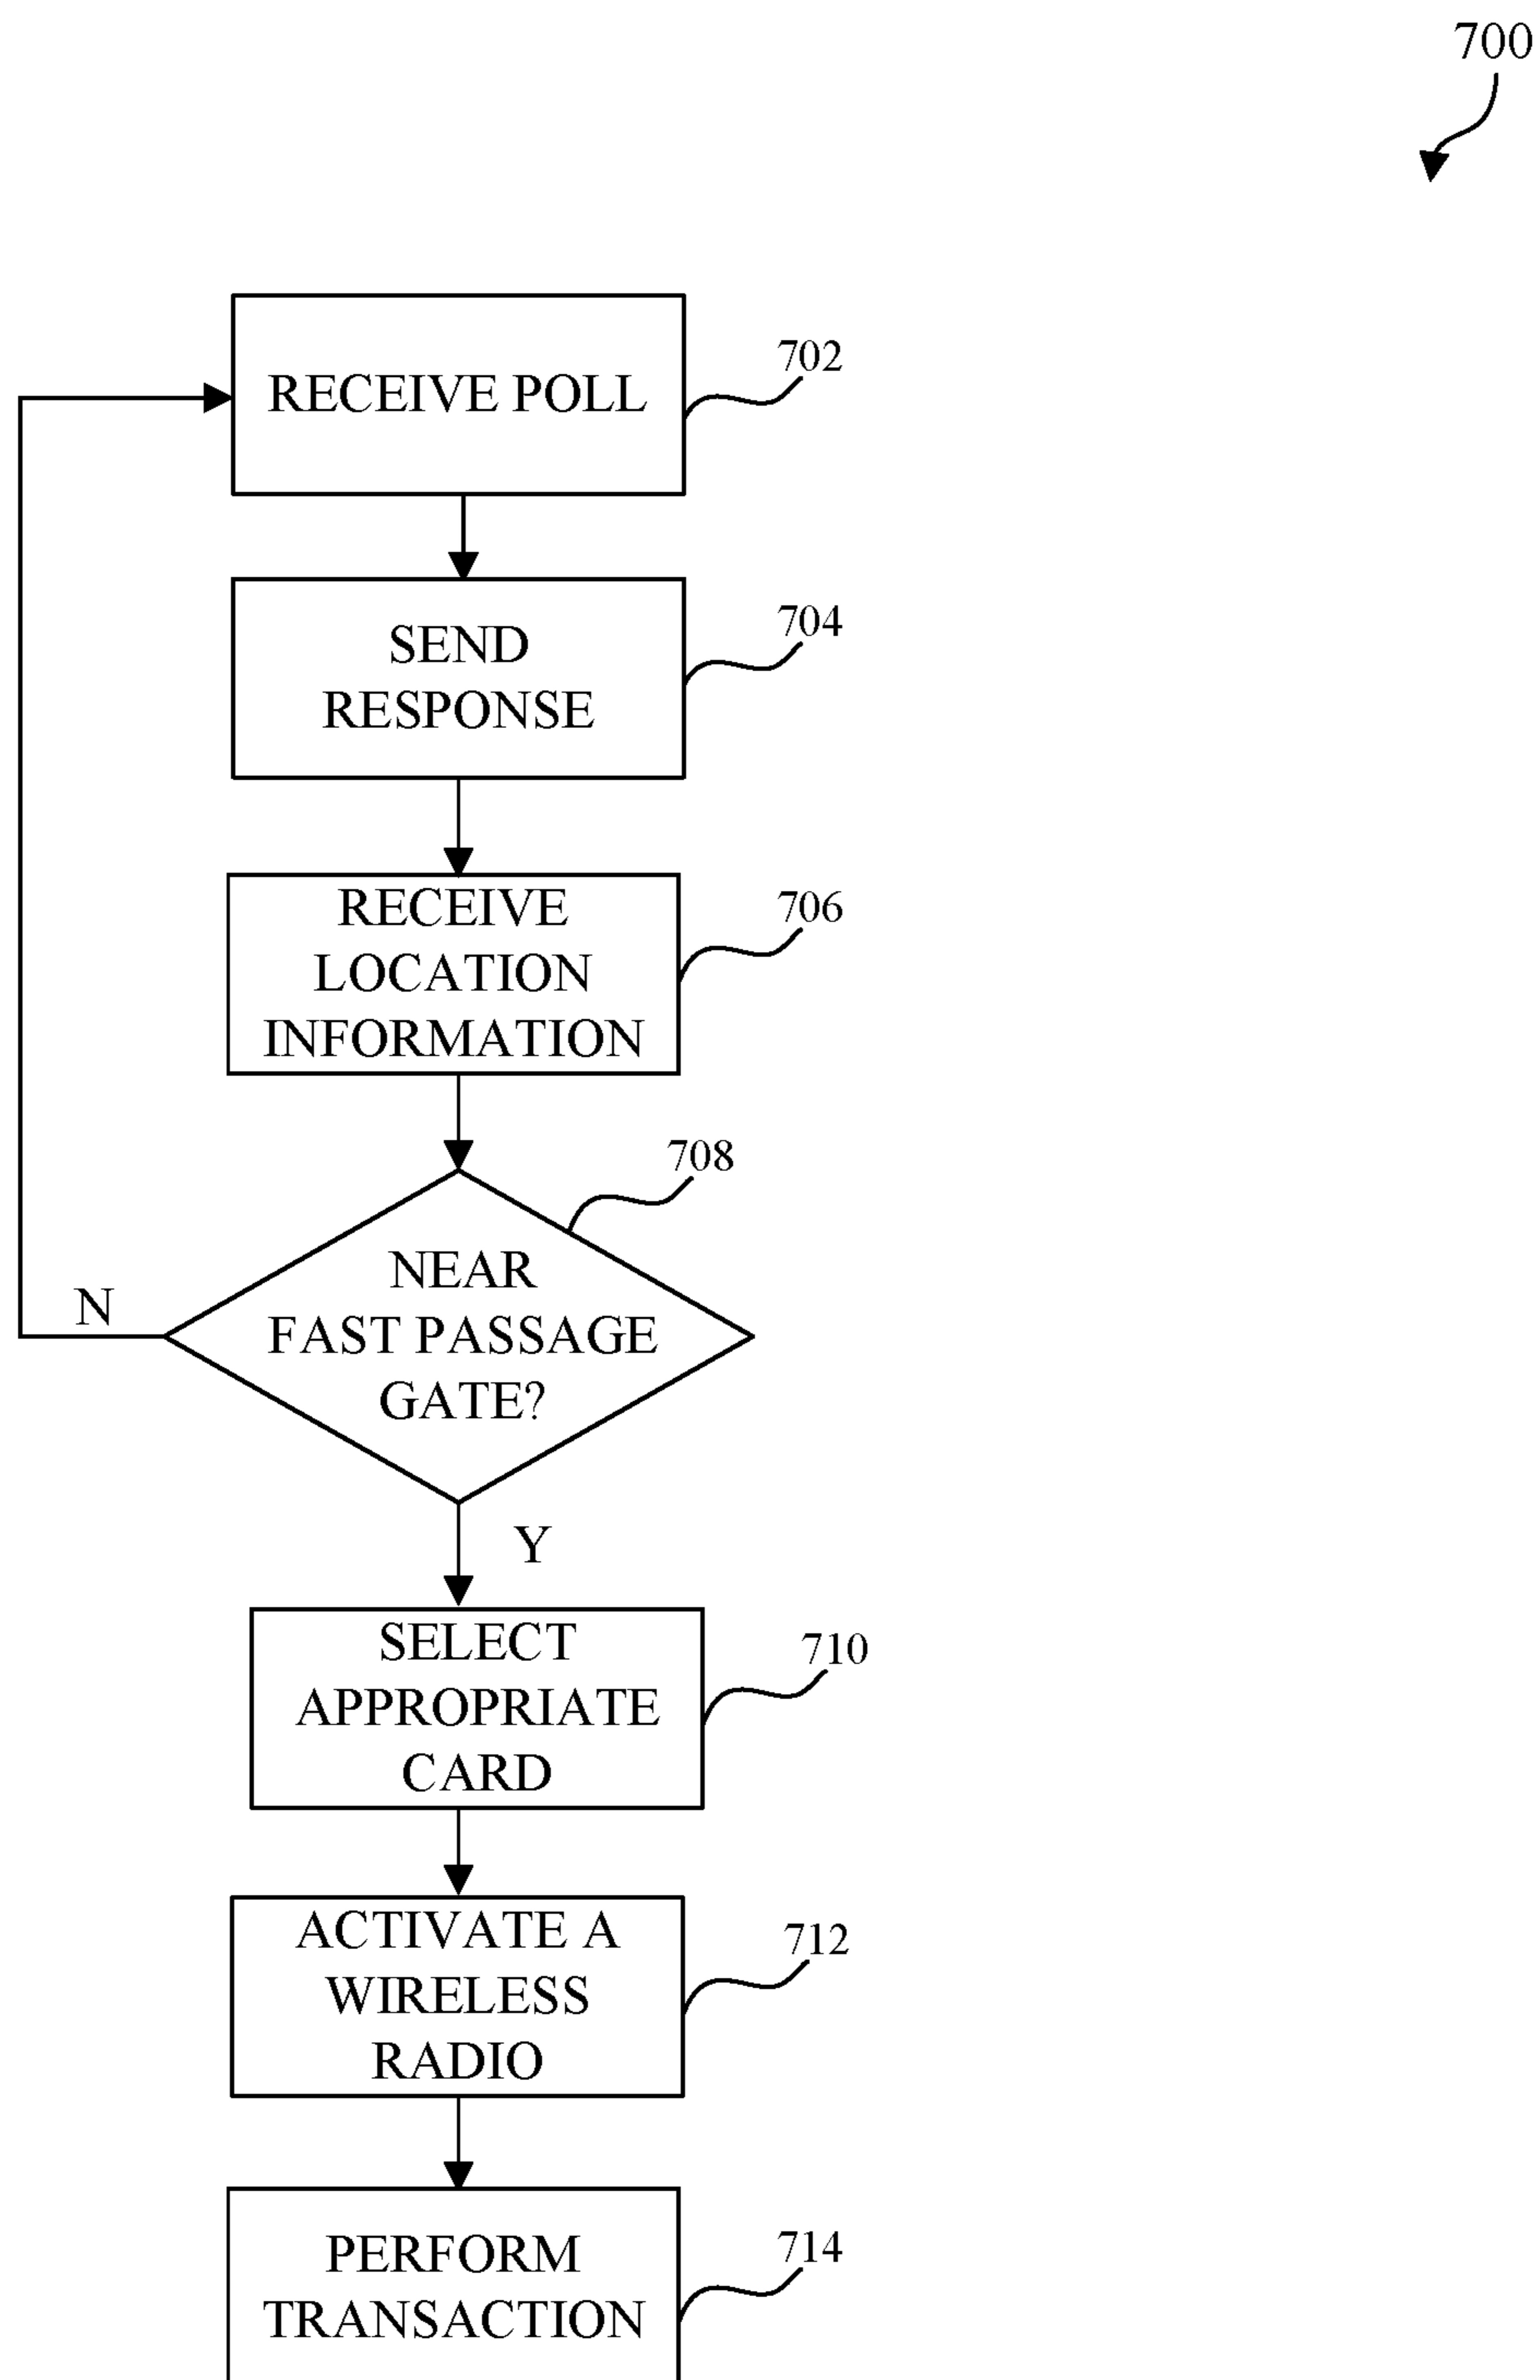 700
RECEIVE POLL
702
SEND
RESPONSE
704
RECEIVE
LOCATION
INFORMATION
706
708
NEAR
FAST PASSAGE
GATE?
N
Y
SELECT
APPROPRIATE
CARD
710
ACTIVATE A
WIRELESS
RADIO
712
PERFORM
TRANSACTION
714